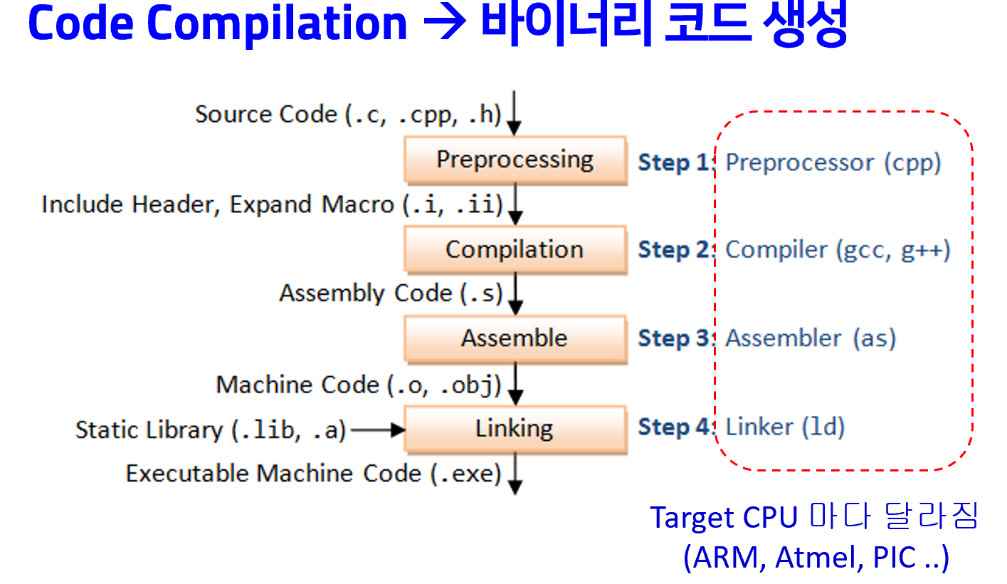 Code Compilation → 바이너리 코드 생성
Source Code (.c, .cpp, .h)
Preprocessing
Step 1: Preprocessor (cpp)
Include Header, Expand Macro (.i, .ii)
Compilation
Step 2: Compiler (gcc, g++)
Assembly Code (.s)
Assemble
Step 3: Assembler (as)
Machine Code (.o, .obj)
Static Library (.lib, .a)
Linking
Step 4: Linker (ld)
Executable Machine Code (.exe)
Target CPU 마다 달라짐
(ARM, Atmel, PIC ..)